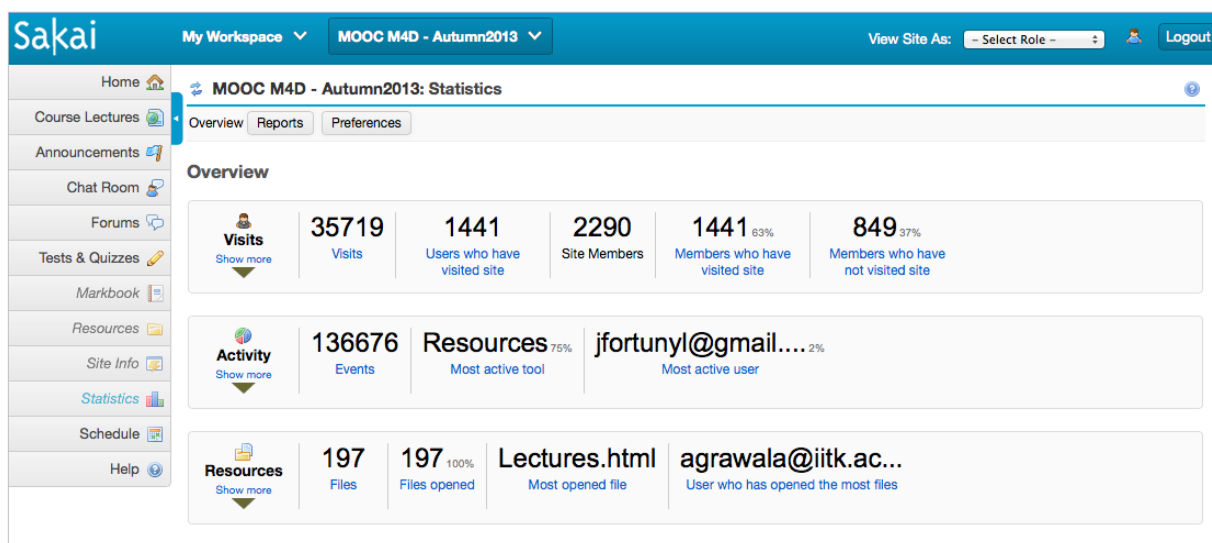 Sakai
My Workspace
MOOC M4D - Autumn2013
View Site As:
- Select Role -
Logout
Home
Course Lectures
Announcements
Chat Room
Forums
Tests & Quizzes
Markbook
Resources
Site Info
Statistics
Schedule
Help
MOOC M4D - Autumn2013: Statistics
Overview
Reports
Preferences
Overview
Visits
Show more
35719
Visits
1441
Users who have
visited site
2290
Site Members
1441 63%
Members who have
visited site
849 37%
Members who have
not visited site
Activity
Show more
136676
Events
Resources 75%
Most active tool
jfortunyl@gmail.... 2%
Most active user
Resources
Show more
197
Files
197 100%
Files opened
Lectures.html
Most opened file
agrawala@iitk.ac...
User who has opened the most files